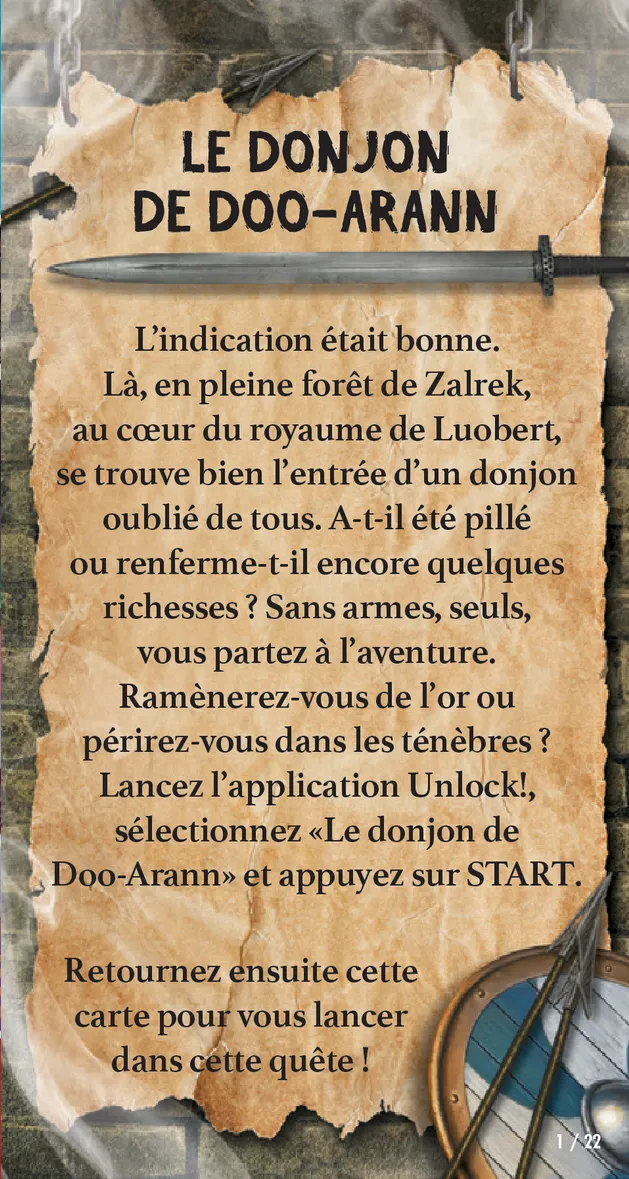 LE DONJON
DE DOO-ARANN
L’indication était bonne.
Là, en pleine forêt de Zalrek,
au cœur du royaume de Luobert,
se trouve bien l’entrée d’un donjon
oublié de tous. A-t-il été pillé
ou renferme-t-il encore quelques
richesses ? Sans armes, seuls,
vous partez à l’aventure.
Ramènerez-vous de l’or ou
périrez-vous dans les ténèbres ?
Lancez l’application Unlock!,
sélectionnez «Le donjon de
Doo-Arann» et appuyez sur START.
Retournez ensuite cette
carte pour vous lancer
dans cette quête !
1 / 22